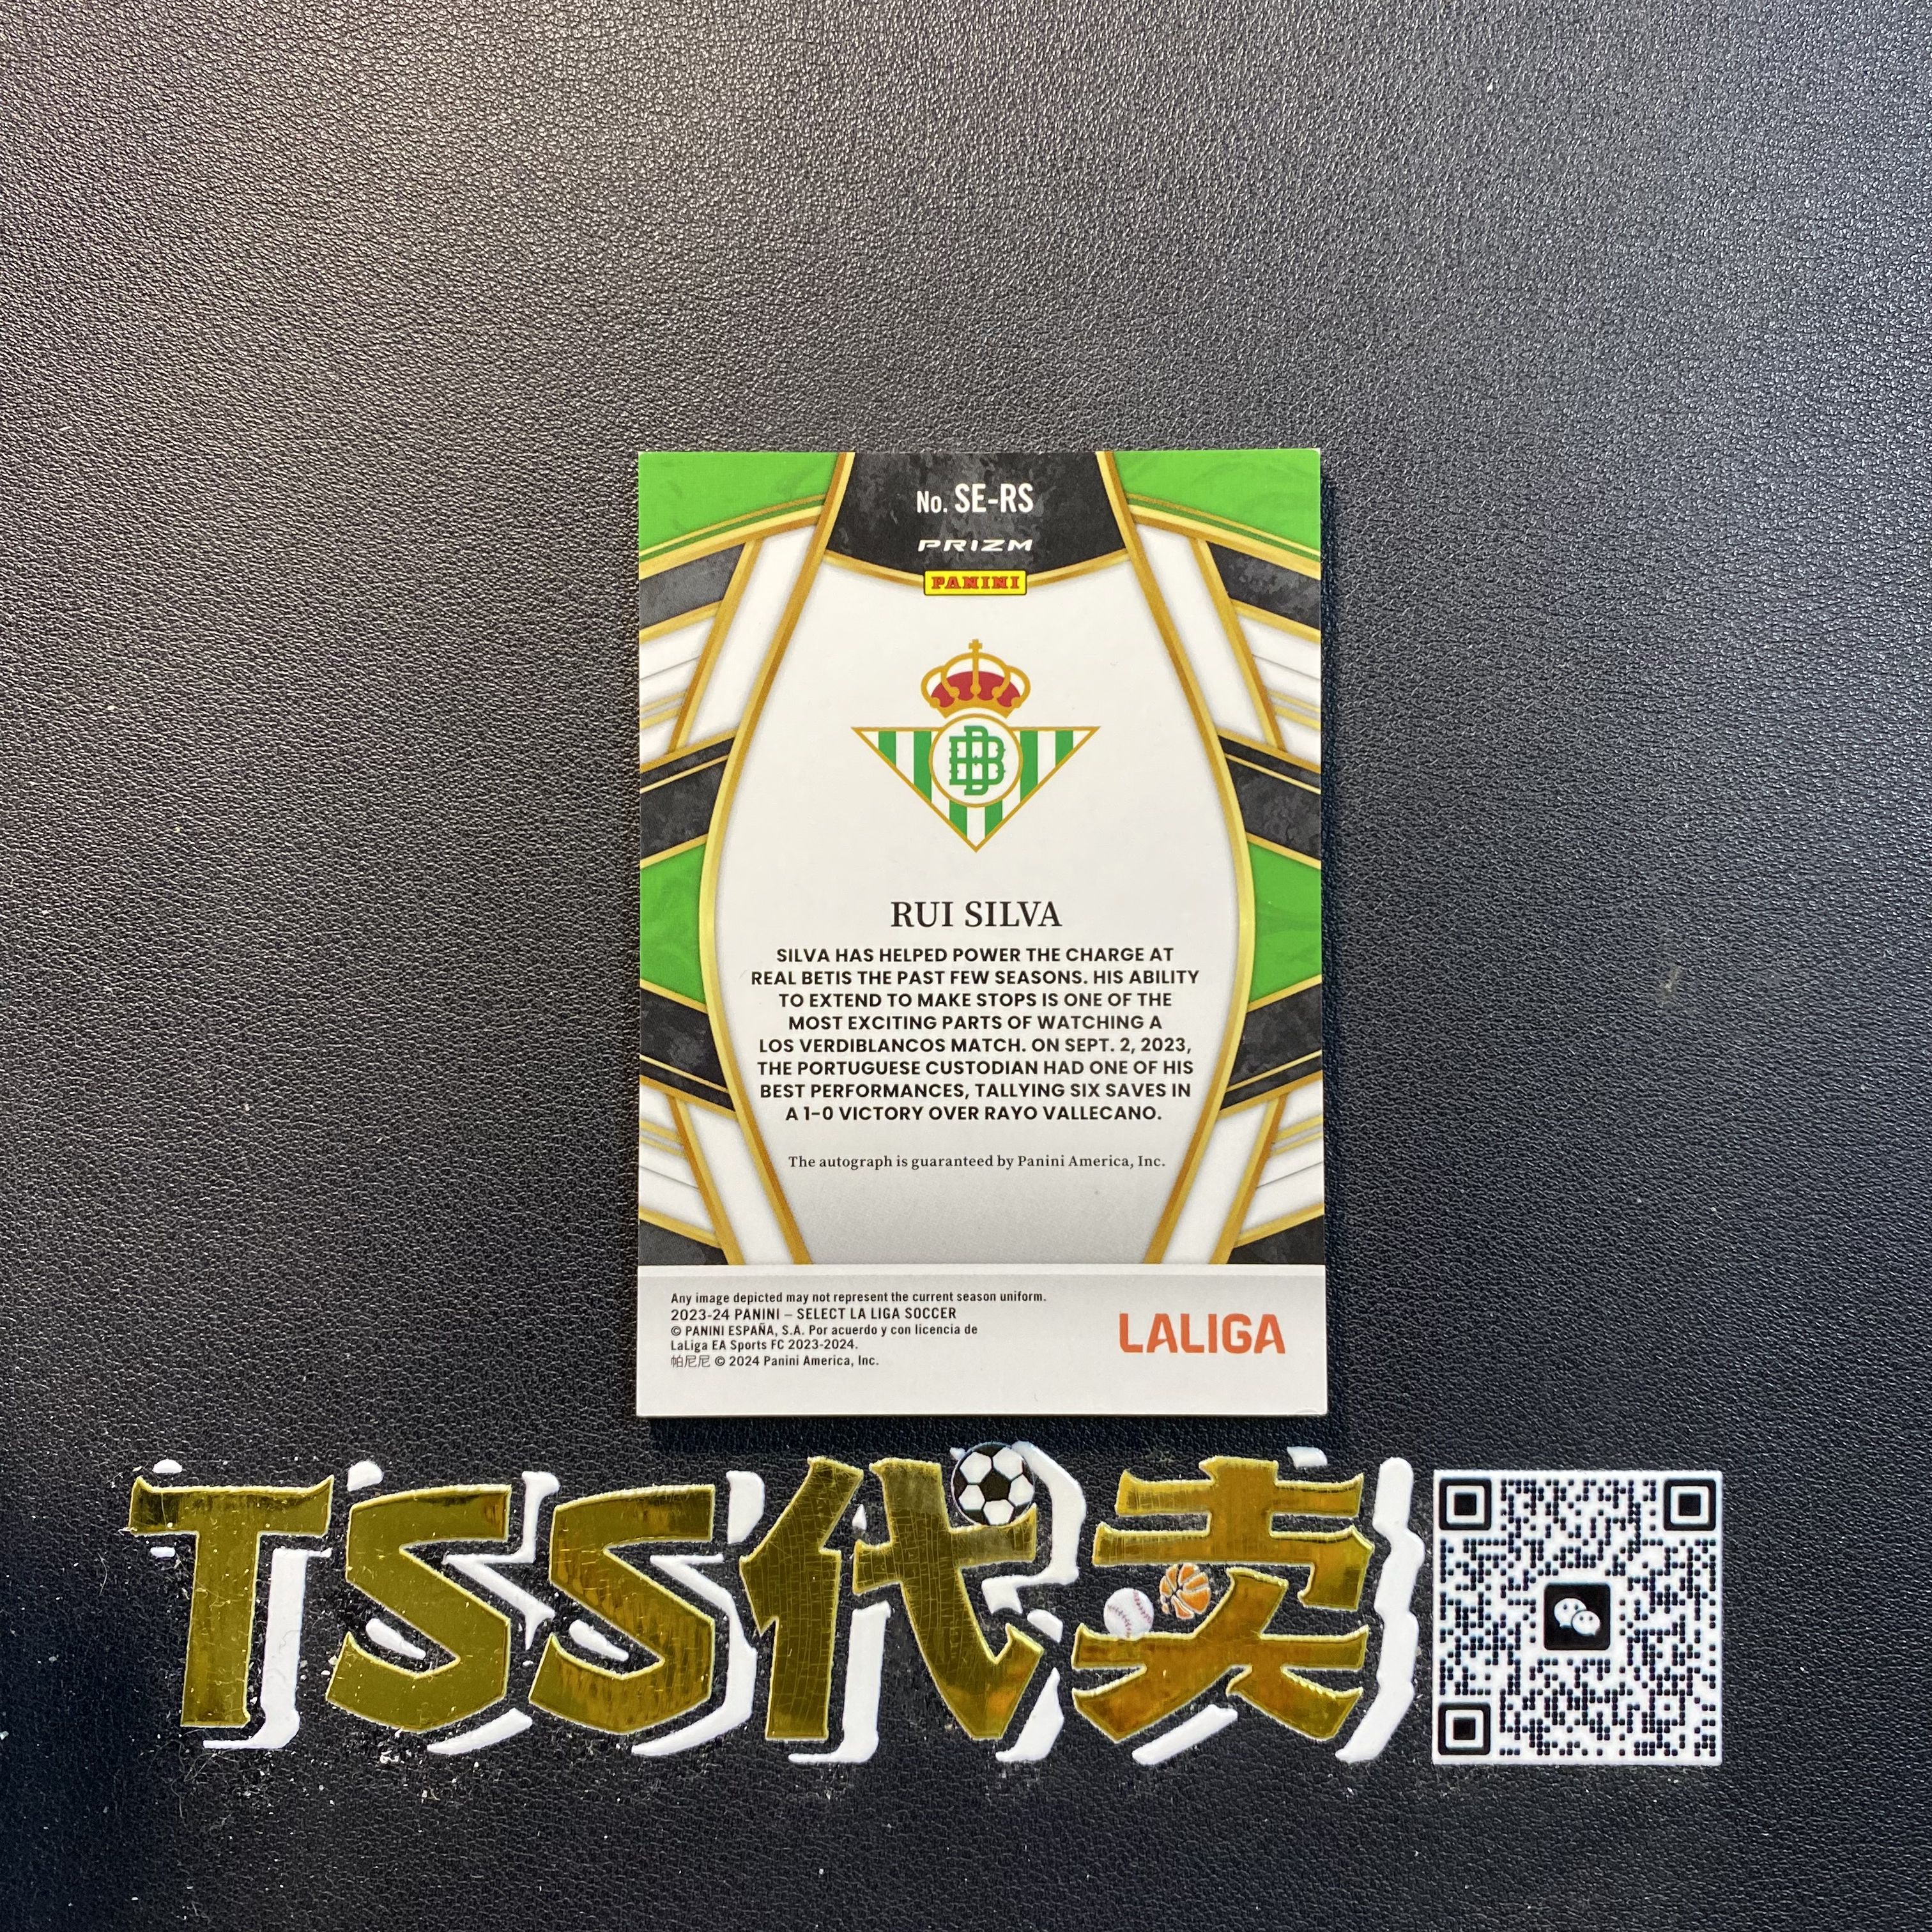 No. SE-RS
PRIZM
PANINI
RUI SILVA
SILVA HAS HELPED POWER THE CHARGE AT
REAL BETIS THE PAST FEW SEASONS. HIS ABILITY
TO EXTEND TO MAKE STOPS IS ONE OF THE
MOST EXCITING PARTS OF WATCHING A
LOS VERDIBLANCOS MATCH. ON SEPT. 2, 2023,
THE PORTUGUESE CUSTODIAN HAD ONE OF HIS
BEST PERFORMANCES, TALLYING SIX SAVES IN
A 1-0 VICTORY OVER RAYO VALLECANO.
The autograph is guaranteed by Panini America, Inc.
Any image depicted may not represent the current season uniform.
2023-24 PANINI – SELECT LA LIGA SOCCER
© PANINI ESPAÑA, S.A. Por acuerdo y con licencia de
LaLiga EA Sports FC 2023-2024.
帕尼尼 © 2024 Panini America, Inc.
LALIGA
TSS代卖